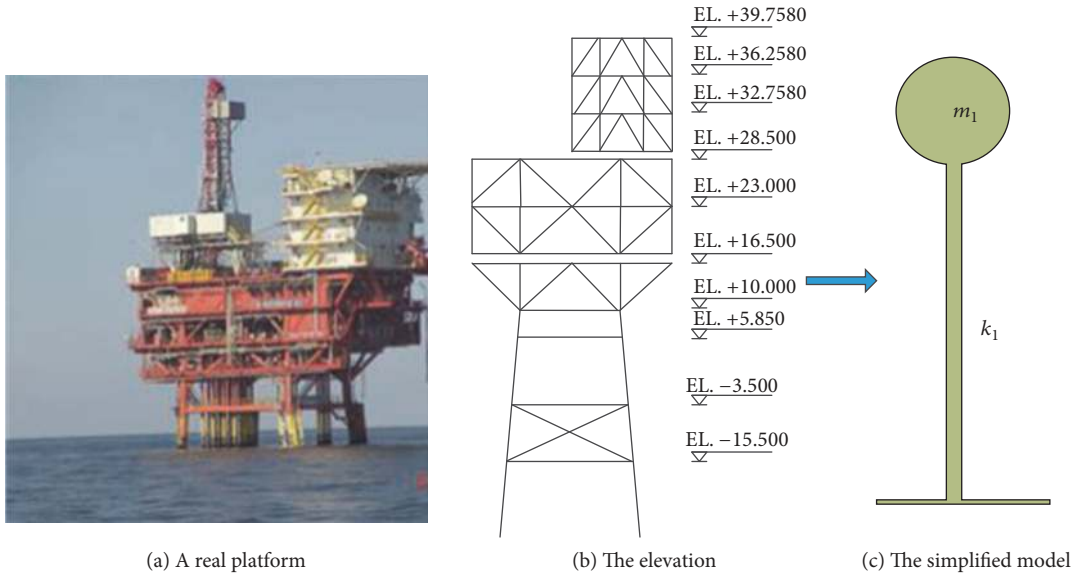 EL. +39.7580
EL. +36.2580
EL. +32.7580
EL. +28.500
EL. +23.000
EL. +16.500
EL. +10.000
EL. +5.850
EL. −3.500
EL. −15.500
m1
k1
(a) A real platform
(b) The elevation
(c) The simplified model